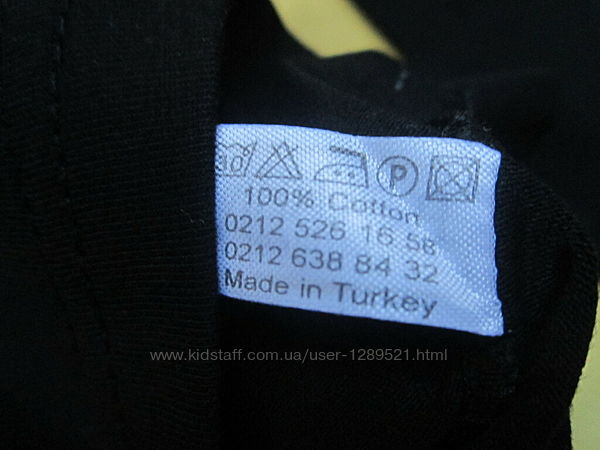 P
100% Cotton
0212 526 16 58
0212 638 84 32
Made in Turkey
www.kidstaff.com.ua/user-1289521.html